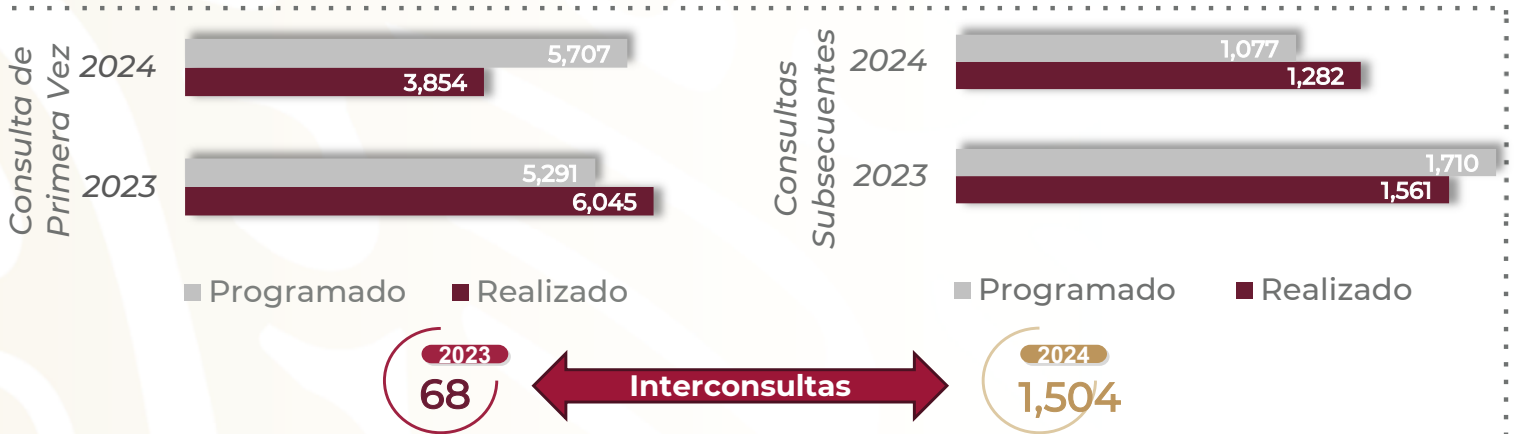 Consulta de
Primera Vez
2024
5,707
3,854
2023
5,291
6,045
Programado
Realizado
Consultas
Subsecuentes
2024
1,077
1,282
2023
1,710
1,561
Programado
Realizado
2023
68
Interconsultas
2024
1,504